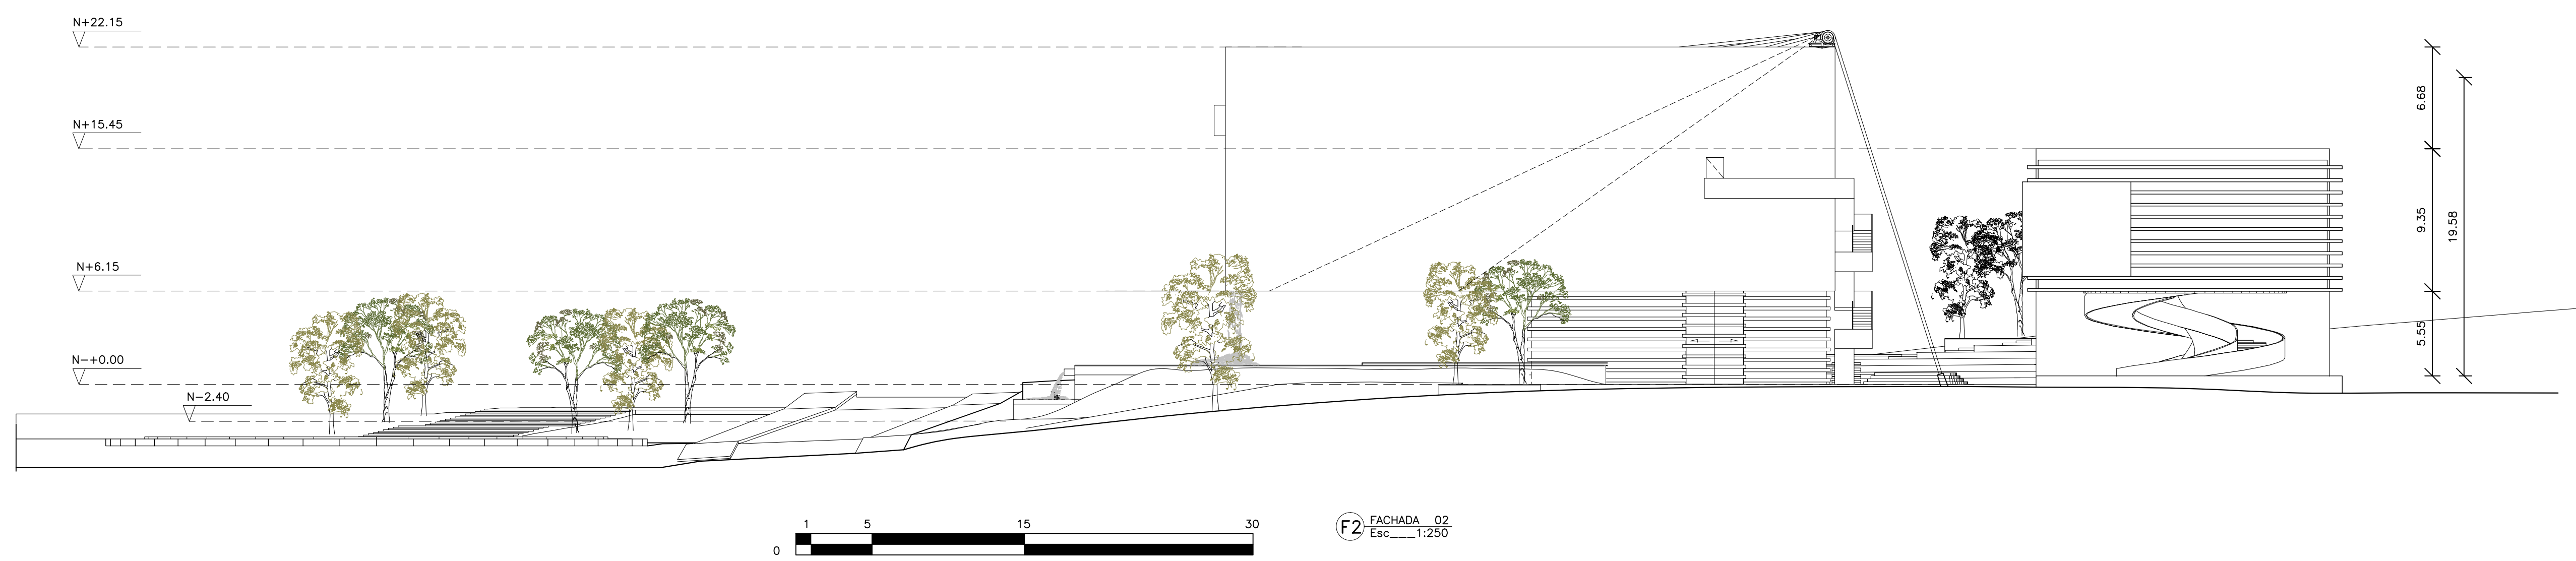 N+22.15
N+15.45
N+6.15
N-+0.00
N-2.40
6.68
9.35
19.58
5.55
1 5 15 30
0
F2 FACHADA 02
Esc___1:250